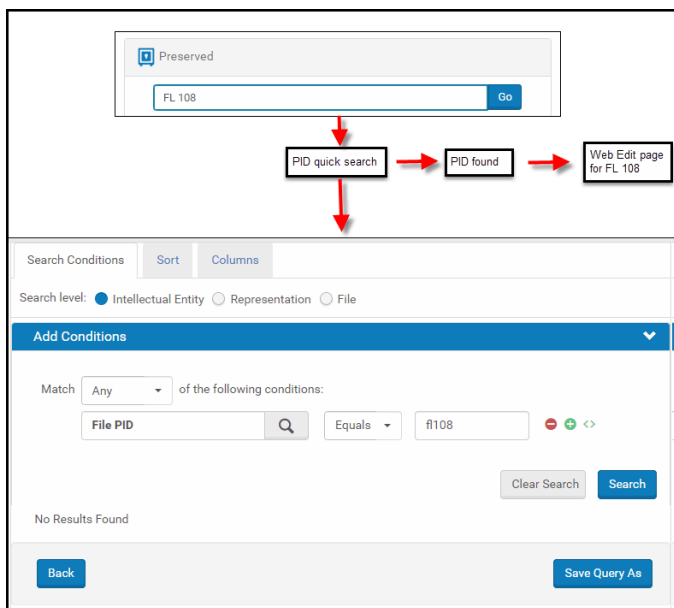 Preserved
FL 108
Go
PID quick search
PID found
Web Edit page
for FL 108
Search Conditions
Sort
Columns
Search level:
Intellectual Entity
Representation
File
Add Conditions
Match
Any
of the following conditions:
File PID
Equals
fl108
Clear Search
Search
No Results Found
Back
Save Query As